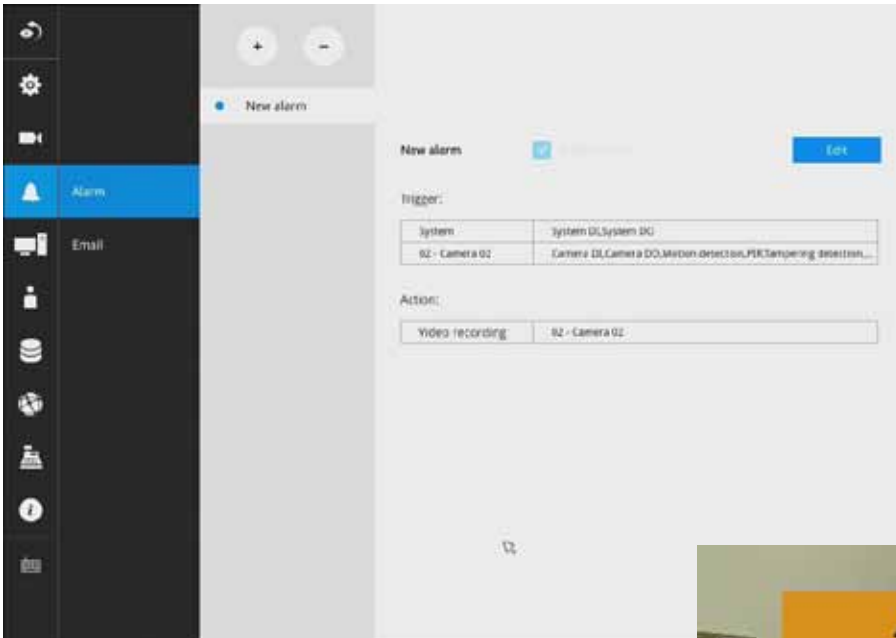 + −
New alarm
New alarm
Edit
Alarm
Trigger:
System
System DI,System DO
Email
02 - Camera 02
Camera DI,Camera DO,Motion detection,PIR,Tampering detection,...
Action:
Video recording
02 - Camera 02